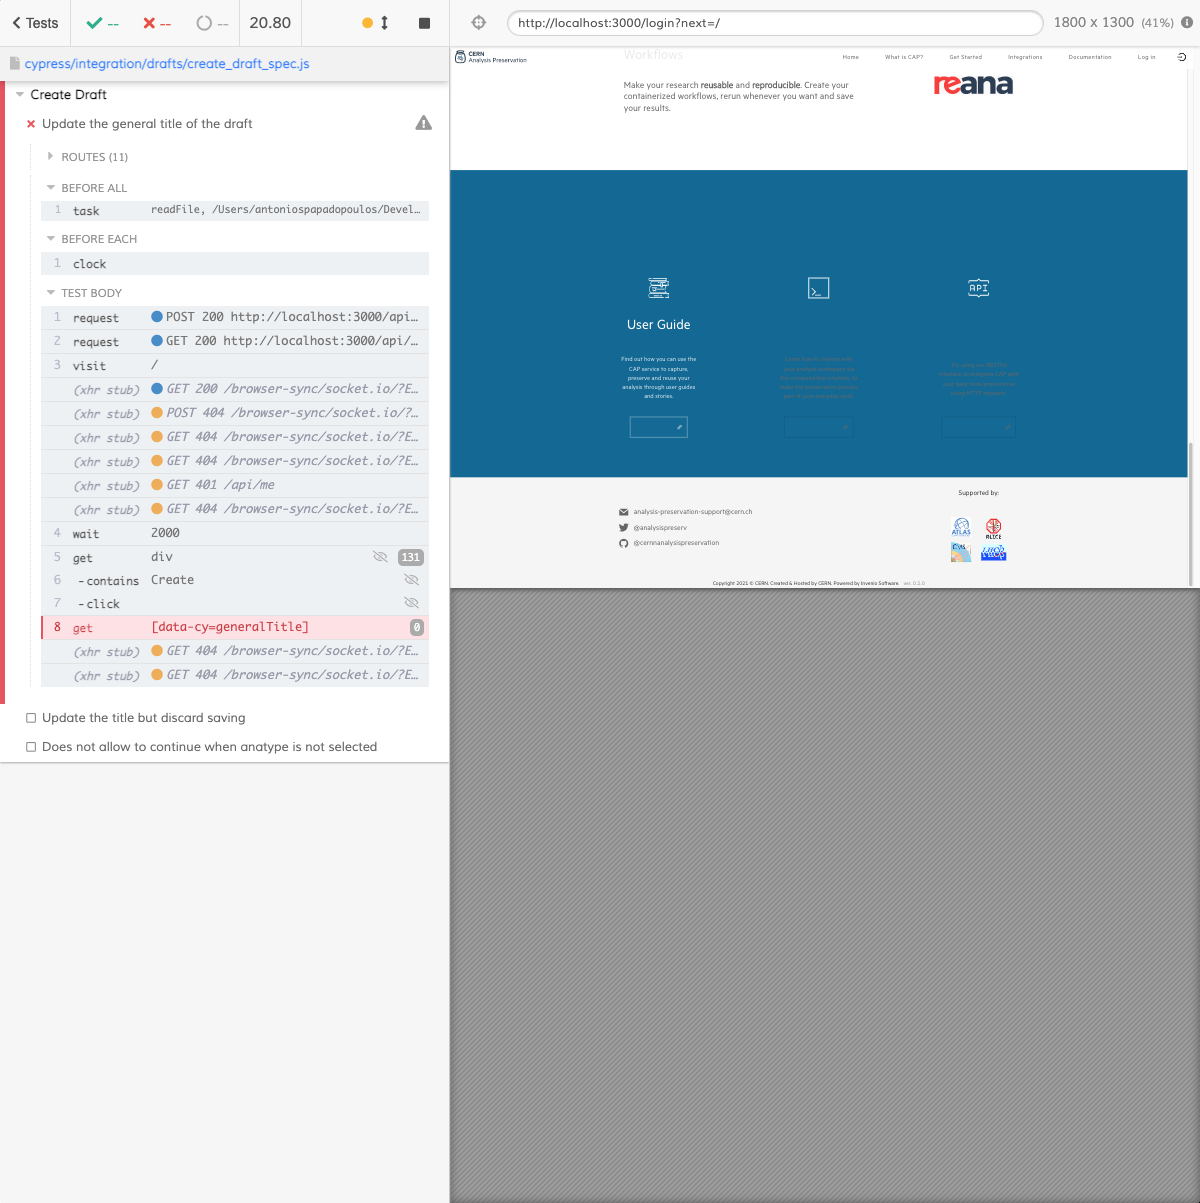 Tests
--
--
--
20.80
http://localhost:3000/login?next=/
1800 x 1300 (41%)
cypress/integration/drafts/create_draft_spec.js
Create Draft
Update the general title of the draft
ROUTES (11)
BEFORE ALL
1 task readFile, /Users/antoniospapadopoulos/Devel…
BEFORE EACH
1 clock
TEST BODY
1 request POST 200 http://localhost:3000/api…
2 request GET 200 http://localhost:3000/api/…
3 visit /
(xhr stub) GET 200 /browser-sync/socket.io/?E…
(xhr stub) POST 404 /browser-sync/socket.io/?…
(xhr stub) GET 404 /browser-sync/socket.io/?E…
(xhr stub) GET 404 /browser-sync/socket.io/?E…
(xhr stub) GET 401 /api/me
(xhr stub) GET 404 /browser-sync/socket.io/?E…
4 wait 2000
5 get div 131
6 -contains Create
7 -click
8 get [data-cy=generalTitle] 0
(xhr stub) GET 404 /browser-sync/socket.io/?E…
(xhr stub) GET 404 /browser-sync/socket.io/?E…
Update the title but discard saving
Does not allow to continue when anatype is not selected
CERN
Analysis Preservation
Workflows
Home What is CAP? Get Started Integrations Documentation Log in
Make your research reusable and reproducible. Create your
containerized workflows, rerun whenever you want and save
your results.
reana
API
User Guide
Find out how you can use the
CAP service to capture,
preserve and reuse your
analysis through user guides
and stories.
Supported by:
analysis-preservation-support@cern.ch
@analysispreserv
@cernanalysispreservation
ATLAS
ALICE
CMS
LHCb
Copyright 2021 © CERN. Created & Hosted by CERN. Powered by Invenio Software. ver. 0.2.0